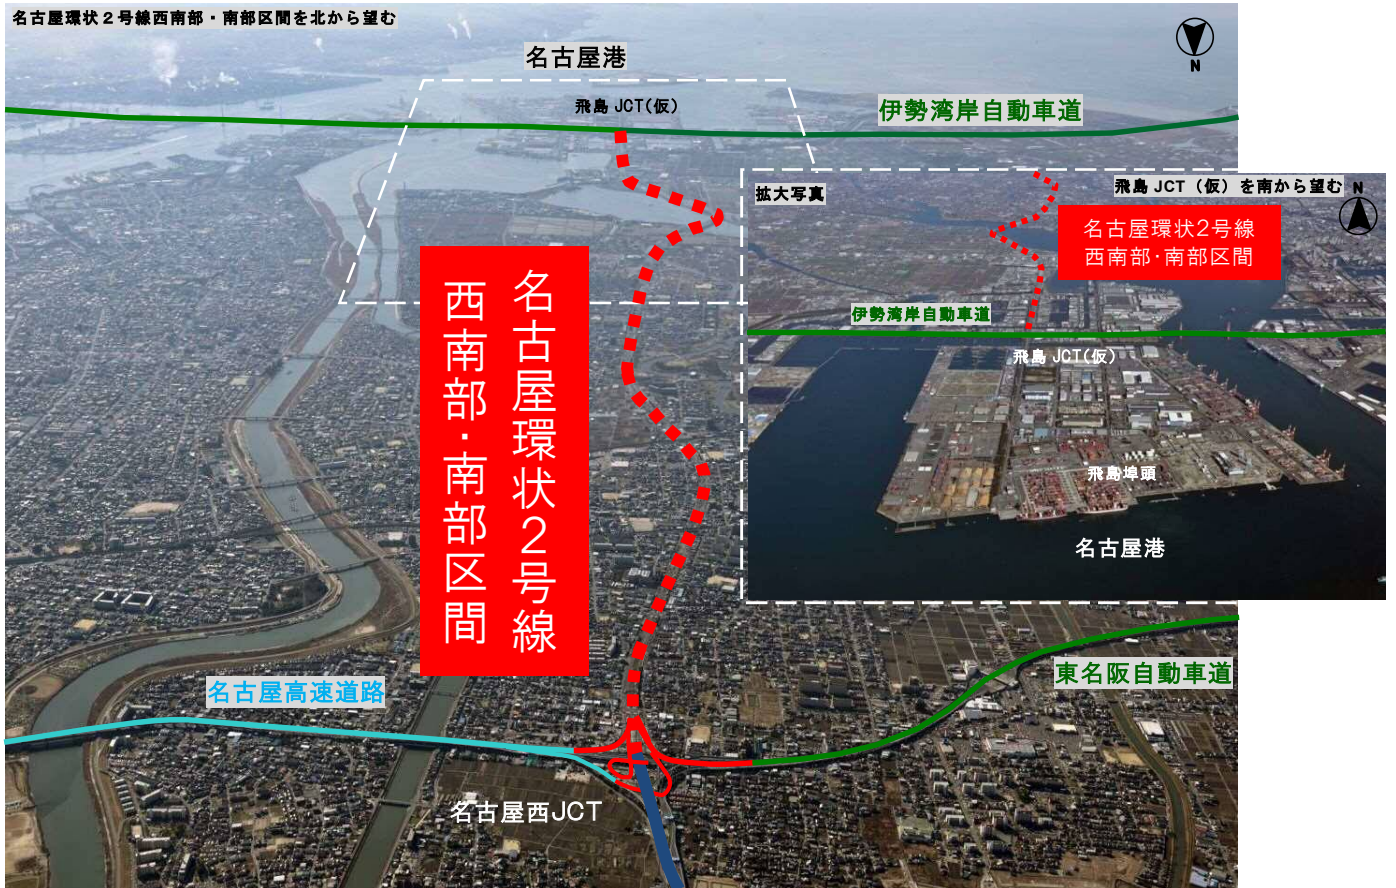 名古屋環状２号線西南部・南部区間を北から望む
N
名古屋港
飛島 JCT(仮)
伊勢湾岸自動車道
拡大写真
飛島 JCT（仮）を南から望む
N
名古屋環状2号線
西南部・南部区間
伊勢湾岸自動車道
飛島 JCT(仮)
飛島埠頭
名古屋港
名古屋環状２号線
西南部・南部区間
東名阪自動車道
名古屋高速道路
名古屋西JCT